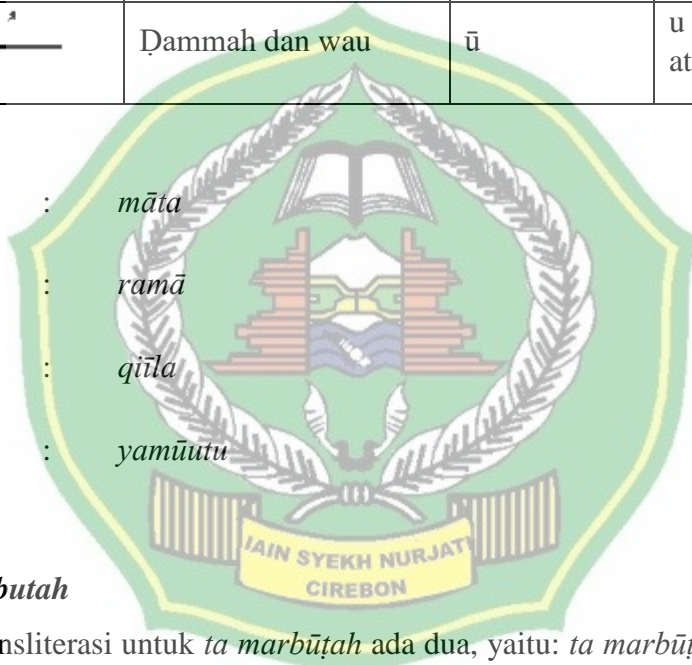 ُو Ḍammah dan wau ū u
at
: māta
: ramā
: qiīla
: yamūutu
IAIN SYEKH NURJATI
CIREBON
butah
nsliterasi untuk ta marbūṭah ada dua, yaitu: ta marbūṭ